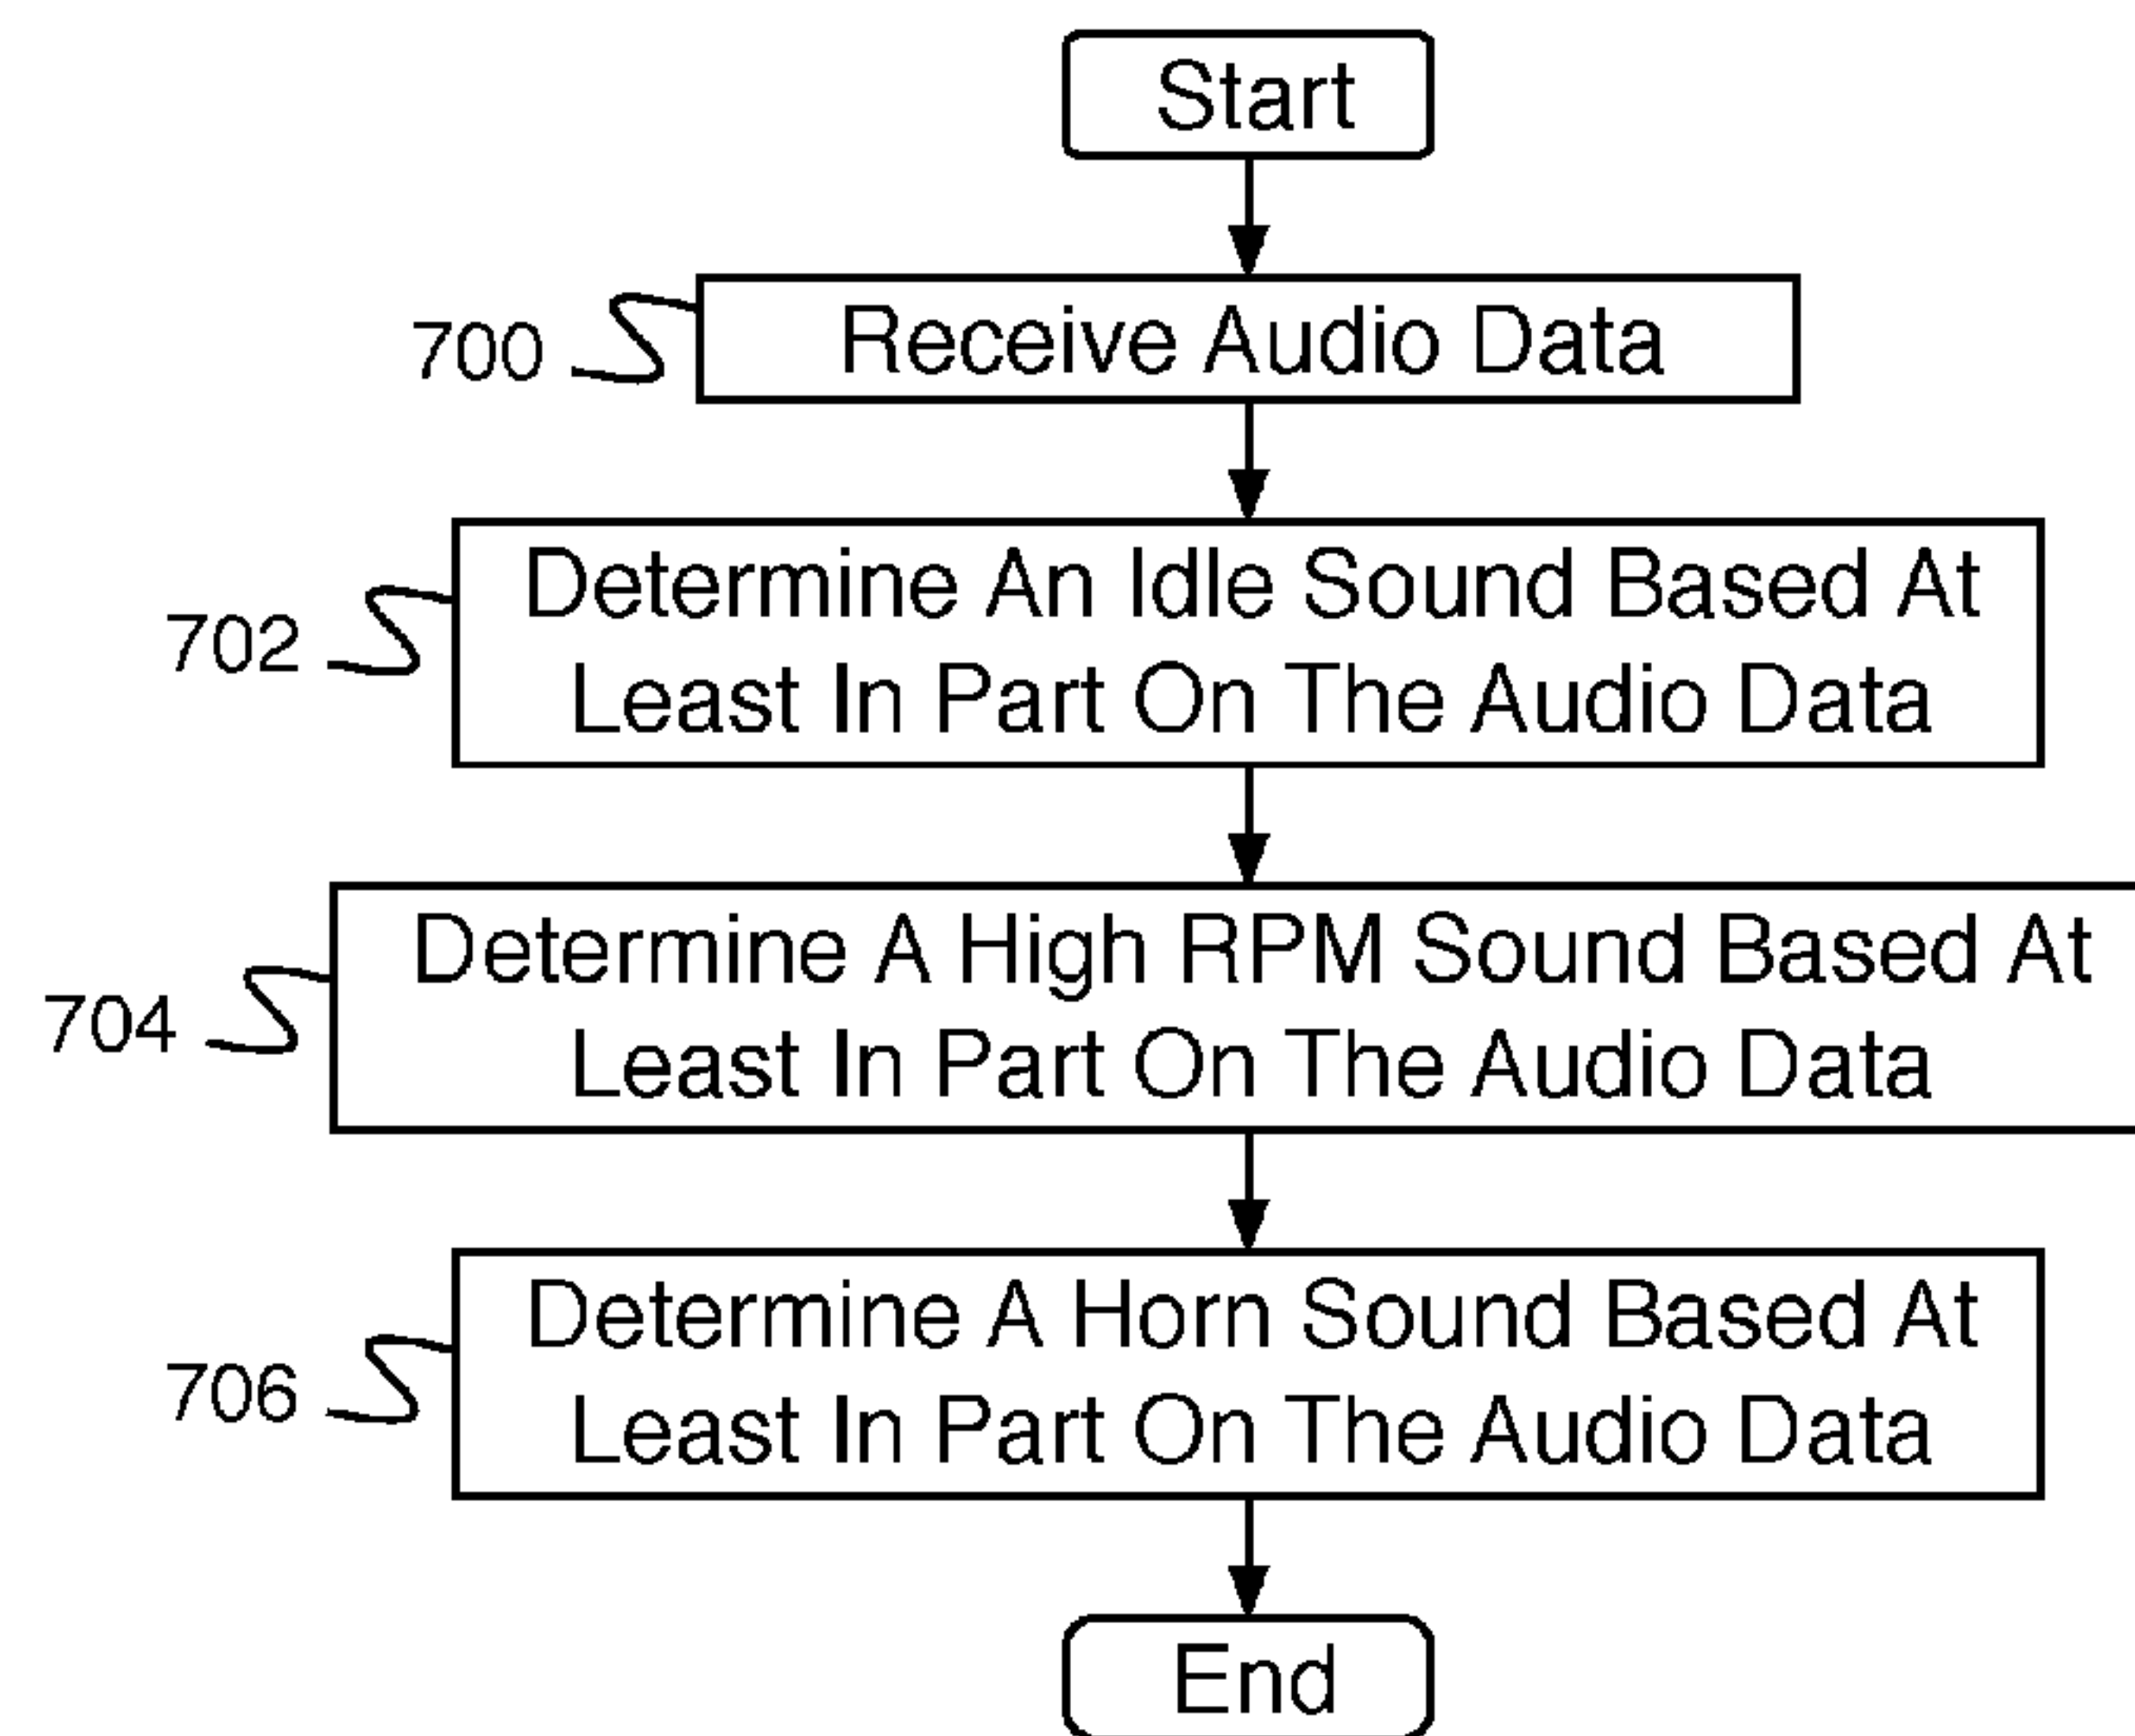 Start
700
Receive Audio Data
702
Determine An Idle Sound Based At
Least In Part On The Audio Data
704
Determine A High RPM Sound Based At
Least In Part On The Audio Data
706
Determine A Horn Sound Based At
Least In Part On The Audio Data
End